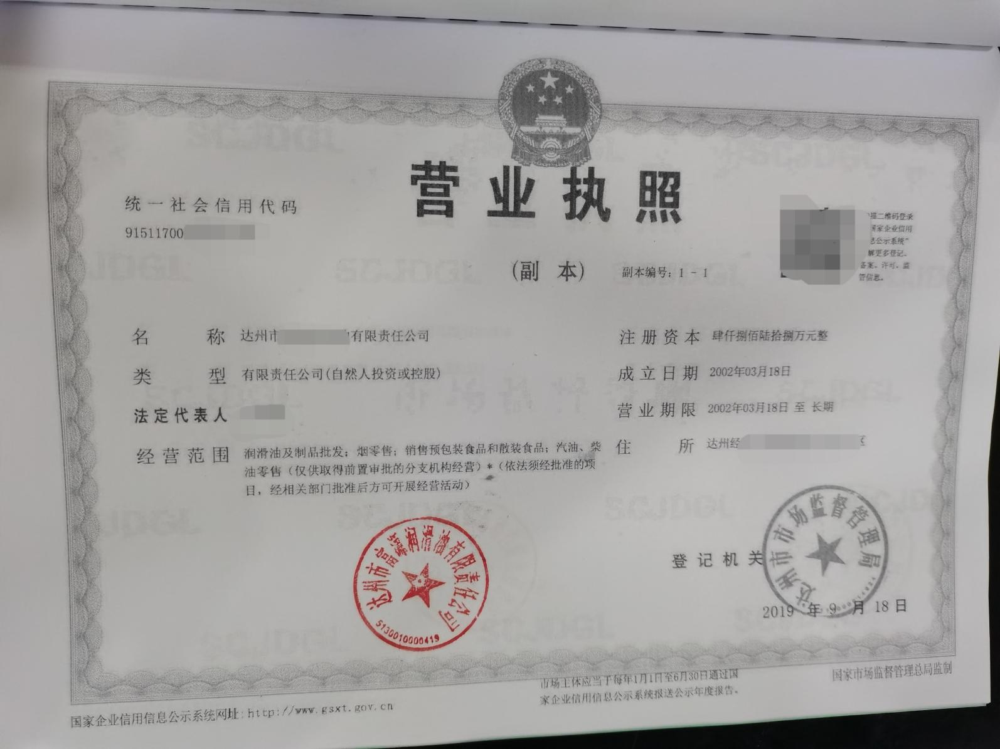 营业执照
(副 本)
副本编号：1－1
统一社会信用代码
91511700
描二维码登录
国家企业信用
息公示系统"
解更多登记、
备案、许可、监
管信息。
名 称 达州市 有限责任公司
类 型 有限责任公司(自然人投资或控股)
法定代表人
经营范围 润滑油及制品批发；烟零售；销售预包装食品和散装食品；汽油、柴
油零售（仅供取得前置审批的分支机构经营）*（依法须经批准的项
目，经相关部门批准后方可开展经营活动）
注册资本 肆仟捌佰陆拾捌万元整
成立日期 2002年03月18日
营业期限 2002年03月18日 至 长期
住 所 达州经 区
达州市富 润滑油有限责任公司
5130010000419
登记机关
达州市市场监督管理局
2019 年 9 月 18 日
国家企业信用信息公示系统网址:http://www.gsxt.gov.cn
市场主体应当于每年1月1日至6月30日通过国
家企业信用信息公示系统报送公示年度报告。
国家市场监督管理总局监制
SCJDGL